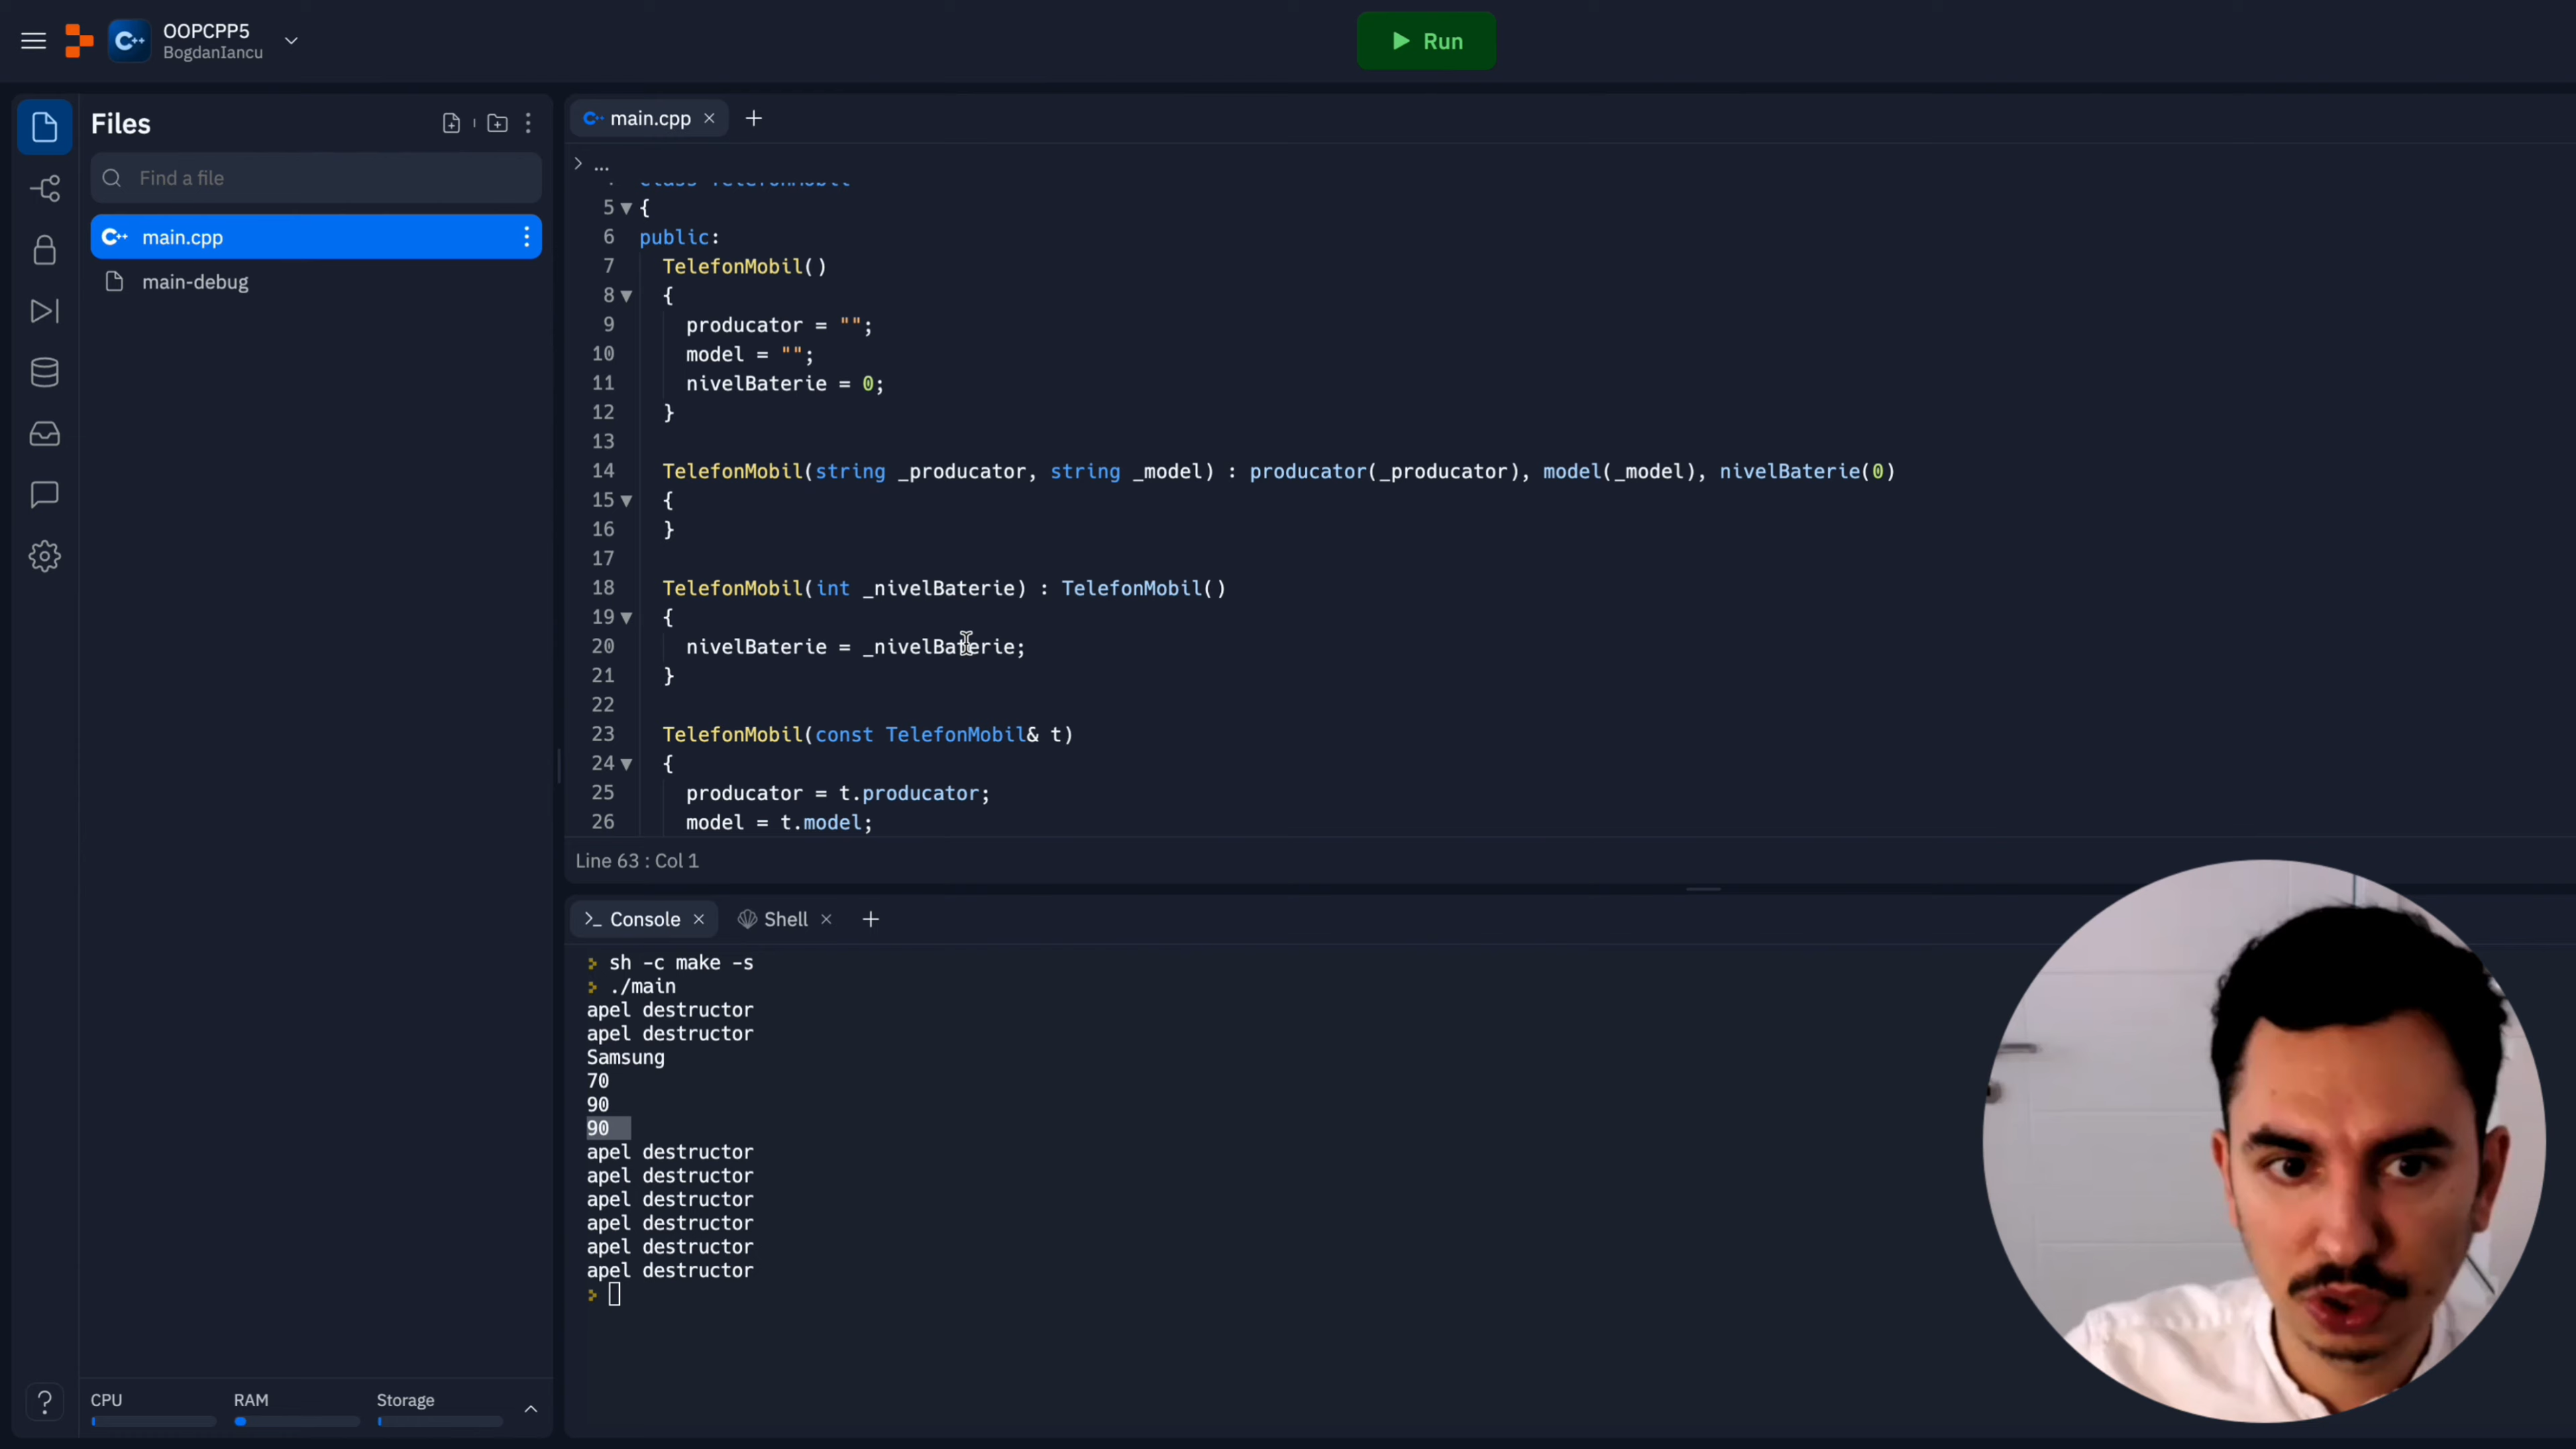 OOPCPP5
BogdanIancu
Run
Files
Find a file
main.cpp
main-debug
main.cpp
...
class TelefonMobil
5 {
6 public:
7 TelefonMobil()
8 {
9 producator = "";
10 model = "";
11 nivelBaterie = 0;
12 }
13
14 TelefonMobil(string _producator, string _model) : producator(_producator), model(_model), nivelBaterie(0)
15 {
16 }
17
18 TelefonMobil(int _nivelBaterie) : TelefonMobil()
19 {
20 nivelBaterie = _nivelBaterie;
21 }
22
23 TelefonMobil(const TelefonMobil& t)
24 {
25 producator = t.producator;
26 model = t.model;
Line 63 : Col 1
Console
Shell
sh -c make -s
./main
apel destructor
apel destructor
Samsung
70
90
90
apel destructor
apel destructor
apel destructor
apel destructor
apel destructor
apel destructor
CPU RAM Storage